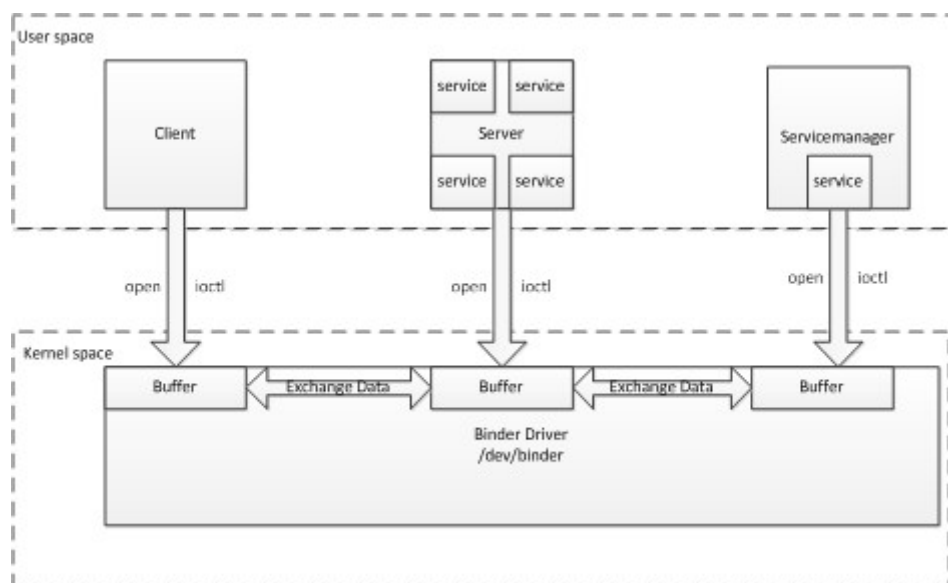 User space
service
service
Client
Server
Servicemanager
service
service
service
open
ioctl
open
ioctl
open
ioctl
Kernel space
Buffer
Exchange Data
Buffer
Exchange Data
Buffer
Binder Driver
/dev/binder